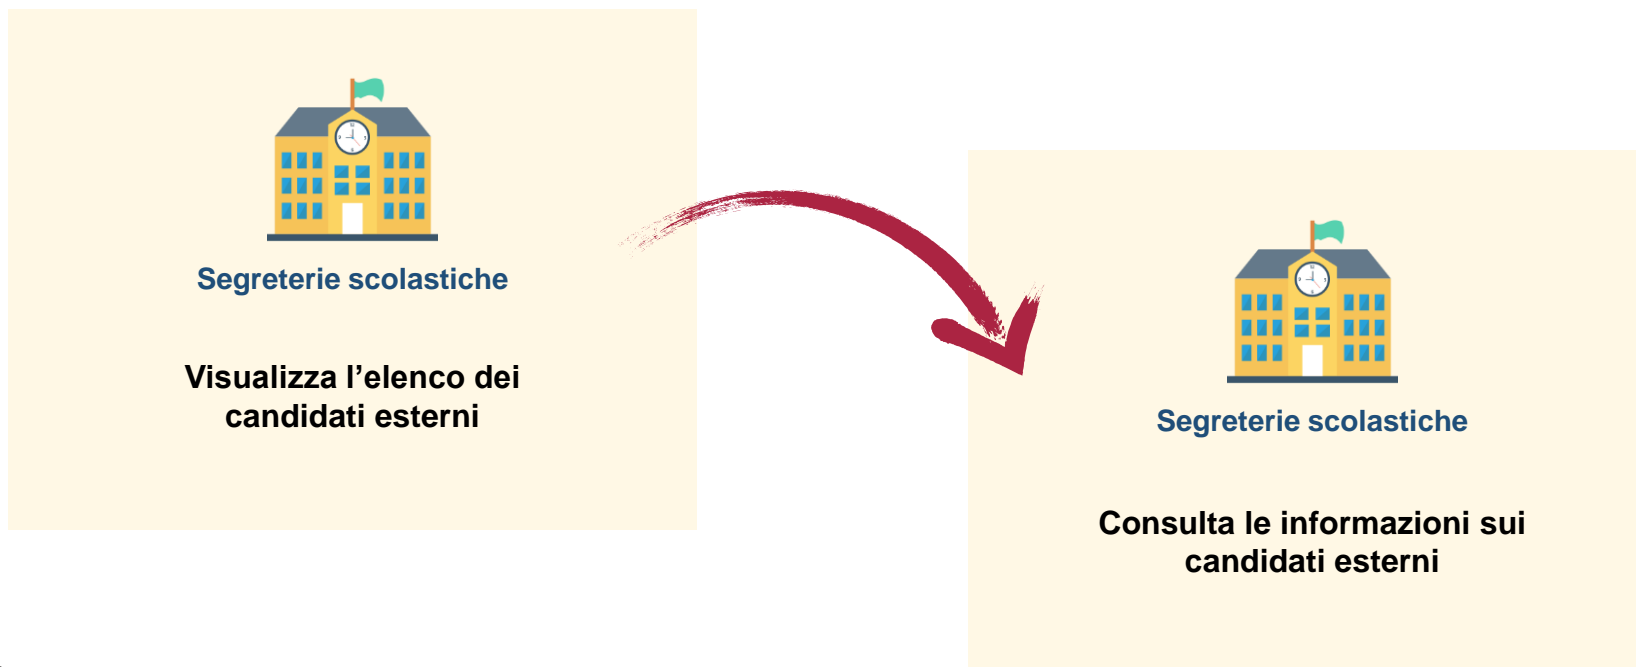 Segreterie scolastiche
Visualizza l’elenco dei
candidati esterni
Segreterie scolastiche
Consulta le informazioni sui
candidati esterni